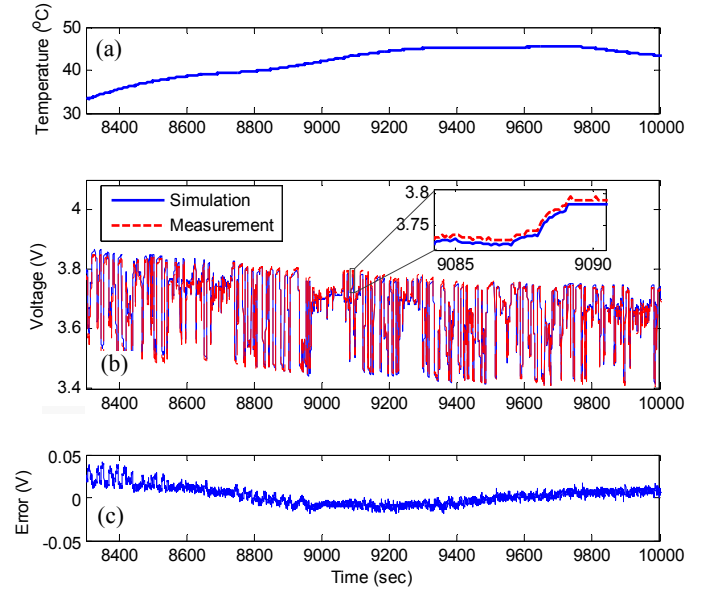 50
40
30
Temperature (°C)
(a)
8400 8600 8800 9000 9200 9400 9600 9800 10000
4
3.8
3.6
3.4
Voltage (V)
Simulation
Measurement
3.8
3.75
9085 9090
(b)
8400 8600 8800 9000 9200 9400 9600 9800 10000
0.05
0
-0.05
Error (V)
(c)
8400 8600 8800 9000 9200 9400 9600 9800 10000
Time (sec)